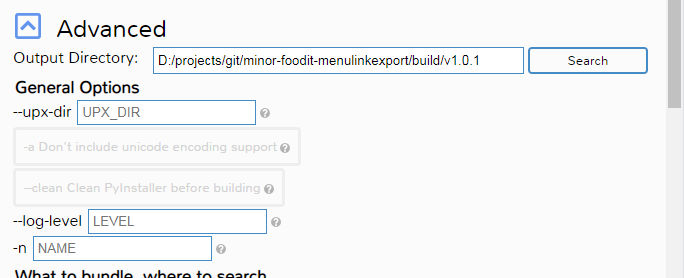 Advanced
Output Directory: D:/projects/git/minor-foodit-menulinkexport/build/v1.0.1 Search
General Options
--upx-dir UPX_DIR ?
-a Don't include unicode encoding support ?
--clean Clean PyInstaller before building ?
--log-level LEVEL ?
-n NAME ?
What to bundle, where to search